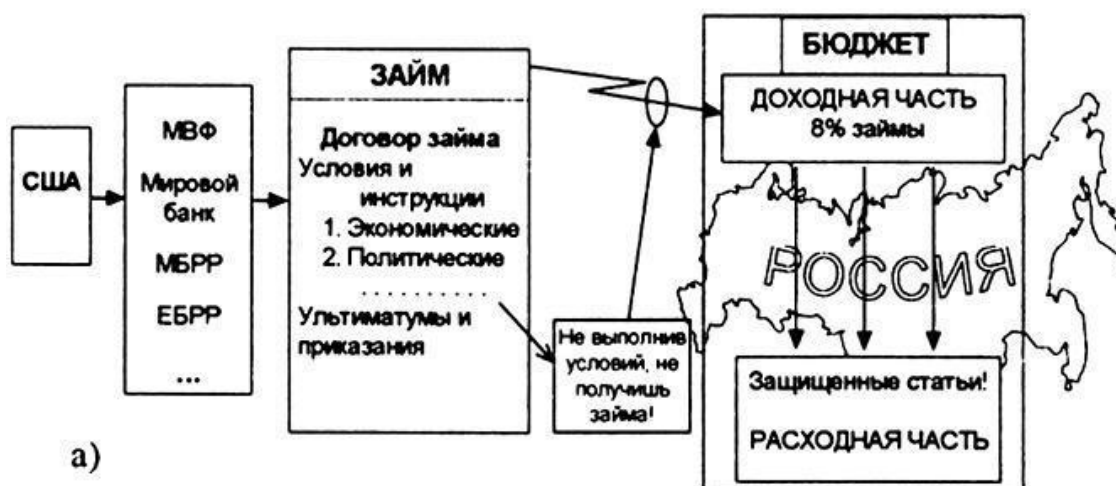 США
МВФ
Мировой
банк
МБРР
ЕБРР
...
ЗАЙМ
Договор займа
Условия и
инструкции
1. Экономические
2. Политические
. . . . . . . . . .
Ультиматумы и
приказания
Не выполнив
условий, не
получишь
займа!
БЮДЖЕТ
ДОХОДНАЯ ЧАСТЬ
8% займы
РОССИЯ
Защищенные статьи!
РАСХОДНАЯ ЧАСТЬ
а)